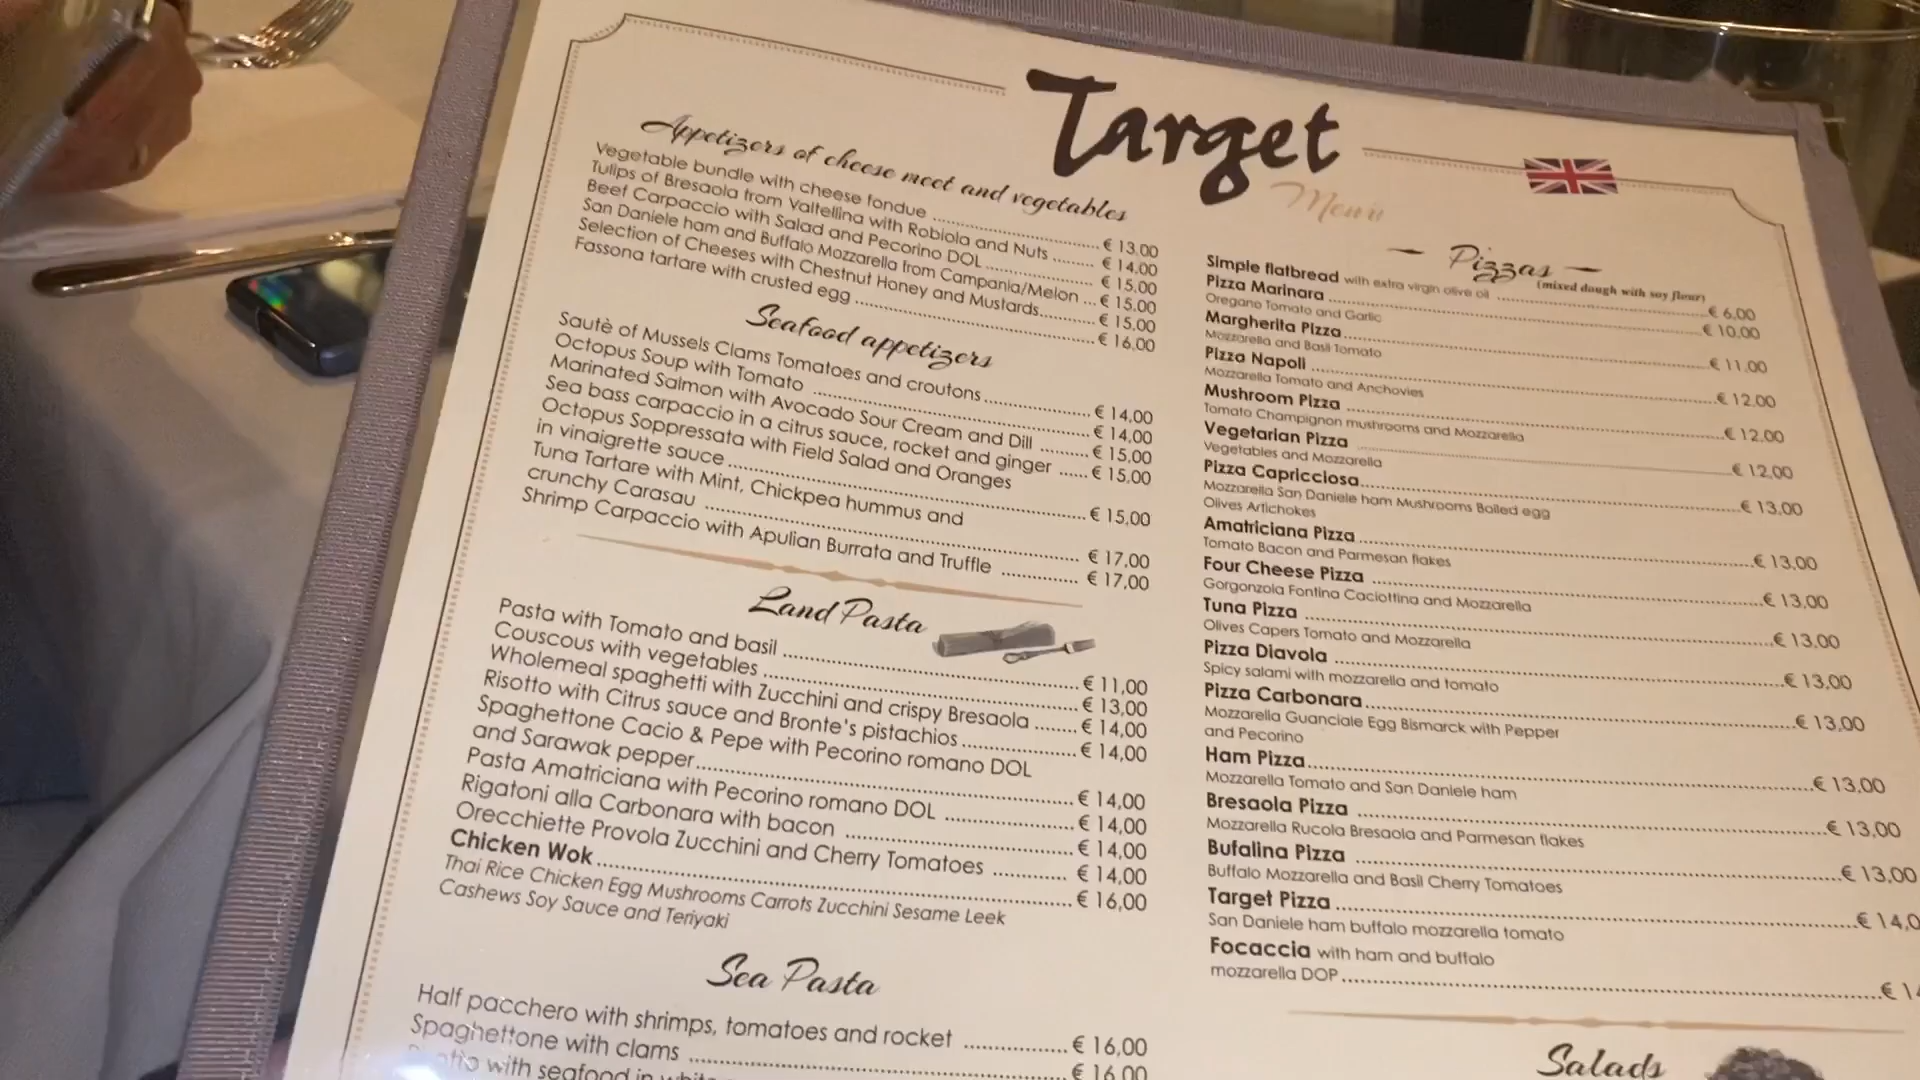 Target
Menù
Appetizers of cheese meet and vegetables
Vegetable bundle with cheese fondue ........ € 13,00
Tulips of Bresaola from Valtellina with Robiola and Nuts ........ € 14,00
Beef Carpaccio with Salad and Pecorino DOL ........ € 15,00
San Daniele ham and Buffalo Mozzarella from Campania/Melon ... € 15,00
Selection of Cheeses with Chestnut Honey and Mustards ........ € 15,00
Fassona tartare with crusted egg ........ € 16,00
Seafood appetizers
Sautè of Mussels Clams Tomatoes and croutons ........ € 14,00
Octopus Soup with Tomato ........ € 14,00
Marinated Salmon with Avocado Sour Cream and Dill ........ € 15,00
Sea bass carpaccio in a citrus sauce, rocket and ginger ...... € 15,00
Octopus Soppressata with Field Salad and Oranges
in vinaigrette sauce ........ € 15,00
Tuna Tartare with Mint, Chickpea hummus and
crunchy Carasau ........ € 17,00
Shrimp Carpaccio with Apulian Burrata and Truffle ........ € 17,00
Land Pasta
Pasta with Tomato and basil ........ € 11,00
Couscous with vegetables ........ € 13,00
Wholemeal spaghetti with Zucchini and crispy Bresaola ....... € 14,00
Risotto with Citrus sauce and Bronte's pistachios ........ € 14,00
Spaghettone Cacio & Pepe with Pecorino romano DOL
and Sarawak pepper ........ € 14,00
Pasta Amatriciana with Pecorino romano DOL ........ € 14,00
Rigatoni alla Carbonara with bacon ........ € 14,00
Orecchiette Provola Zucchini and Cherry Tomatoes ........ € 14,00
Chicken Wok ........ € 16,00
Thai Rice Chicken Egg Mushrooms Carrots Zucchini Sesame Leek
Cashews Soy Sauce and Teriyaki
Sea Pasta
Half pacchero with shrimps, tomatoes and rocket ........ € 16,00
Spaghettone with clams ........ € 16,00
with seafood in
Pizzas
(mixed dough with soy flour)
Simple flatbread with extra virgin olive oil ........ € 6,00
Pizza Marinara ........ € 10,00
Oregano Tomato and Garlic
Margherita Pizza ........ € 11,00
Mozzarella and Basil Tomato
Pizza Napoli ........ € 12,00
Mozzarella Tomato and Anchovies
Mushroom Pizza ........ € 12,00
Tomato Champignon mushrooms and Mozzarella
Vegetarian Pizza ........ € 12,00
Vegetables and Mozzarella
Pizza Capricciosa ........ € 13,00
Mozzarella San Daniele ham Mushrooms Boiled egg
Olives Artichokes
Amatriciana Pizza ........ € 13,00
Tomato Bacon and Parmesan flakes
Four Cheese Pizza ........ € 13,00
Gorgonzola Fontina Caciottina and Mozzarella
Tuna Pizza ........ € 13,00
Olives Capers Tomato and Mozzarella
Pizza Diavola ........ € 13,00
Spicy salami with mozzarella and tomato
Pizza Carbonara ........ € 13,00
Mozzarella Guanciale Egg Bismarck with Pepper
and Pecorino
Ham Pizza ........ € 13,00
Mozzarella Tomato and San Daniele ham
Bresaola Pizza ........ € 13,00
Mozzarella Rucola Bresaola and Parmesan flakes
Bufalina Pizza ........ € 13,00
Buffalo Mozzarella and Basil Cherry Tomatoes
Target Pizza ........ € 14,0
San Daniele ham buffalo mozzarella tomato
Focaccia with ham and buffalo
mozzarella DOP ........ € 14
Salads